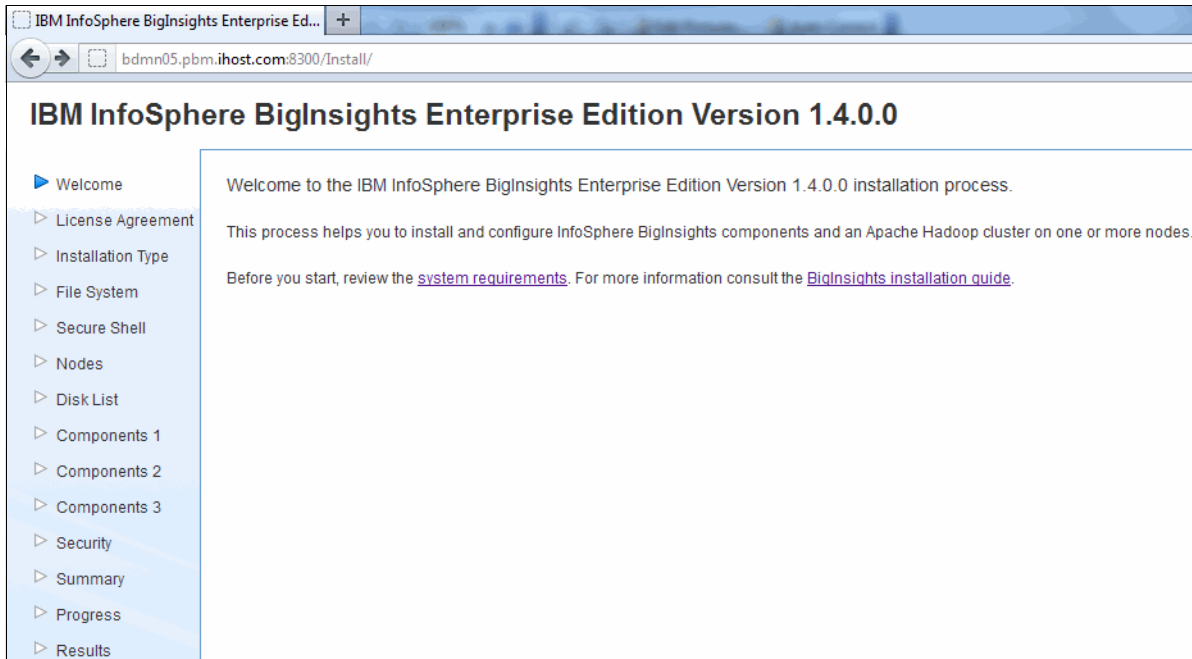 IBM InfoSphere BigInsights Enterprise Ed...
bdmn05.pbm.ihost.com:8300/Install/
IBM InfoSphere BigInsights Enterprise Edition Version 1.4.0.0
Welcome
License Agreement
Installation Type
File System
Secure Shell
Nodes
Disk List
Components 1
Components 2
Components 3
Security
Summary
Progress
Results
Welcome to the IBM InfoSphere BigInsights Enterprise Edition Version 1.4.0.0 installation process.
This process helps you to install and configure InfoSphere BigInsights components and an Apache Hadoop cluster on one or more nodes.
Before you start, review the system requirements. For more information consult the BigInsights installation guide.